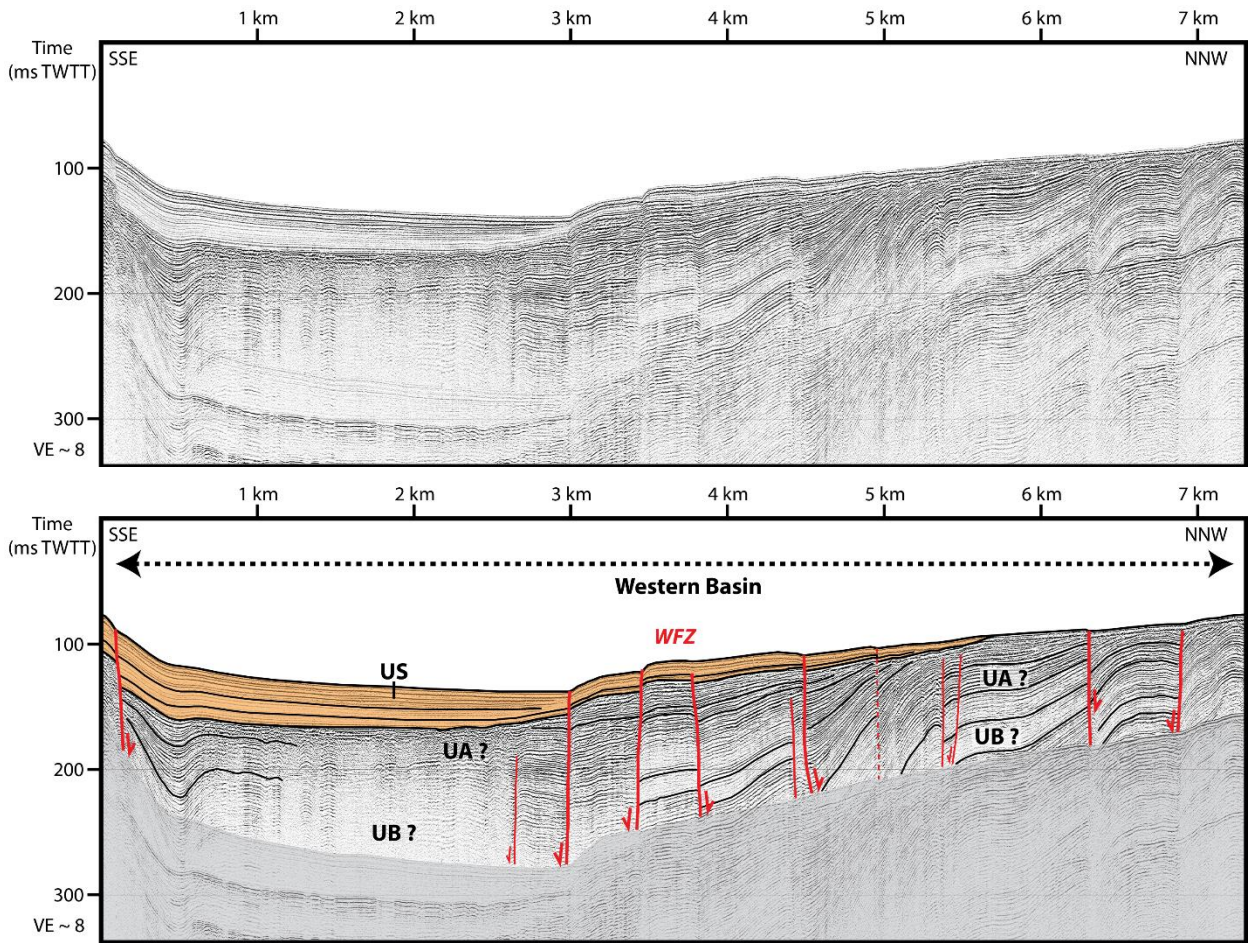 1 km 2 km 3 km 4 km 5 km 6 km 7 km
Time
(ms TWTT)
SSE NNW
100
200
300
VE ~ 8
1 km 2 km 3 km 4 km 5 km 6 km 7 km
Time
(ms TWTT)
SSE NNW
Western Basin
WFZ
100
US
UA ?
UB ?
UA ?
200
UB ?
300
VE ~ 8